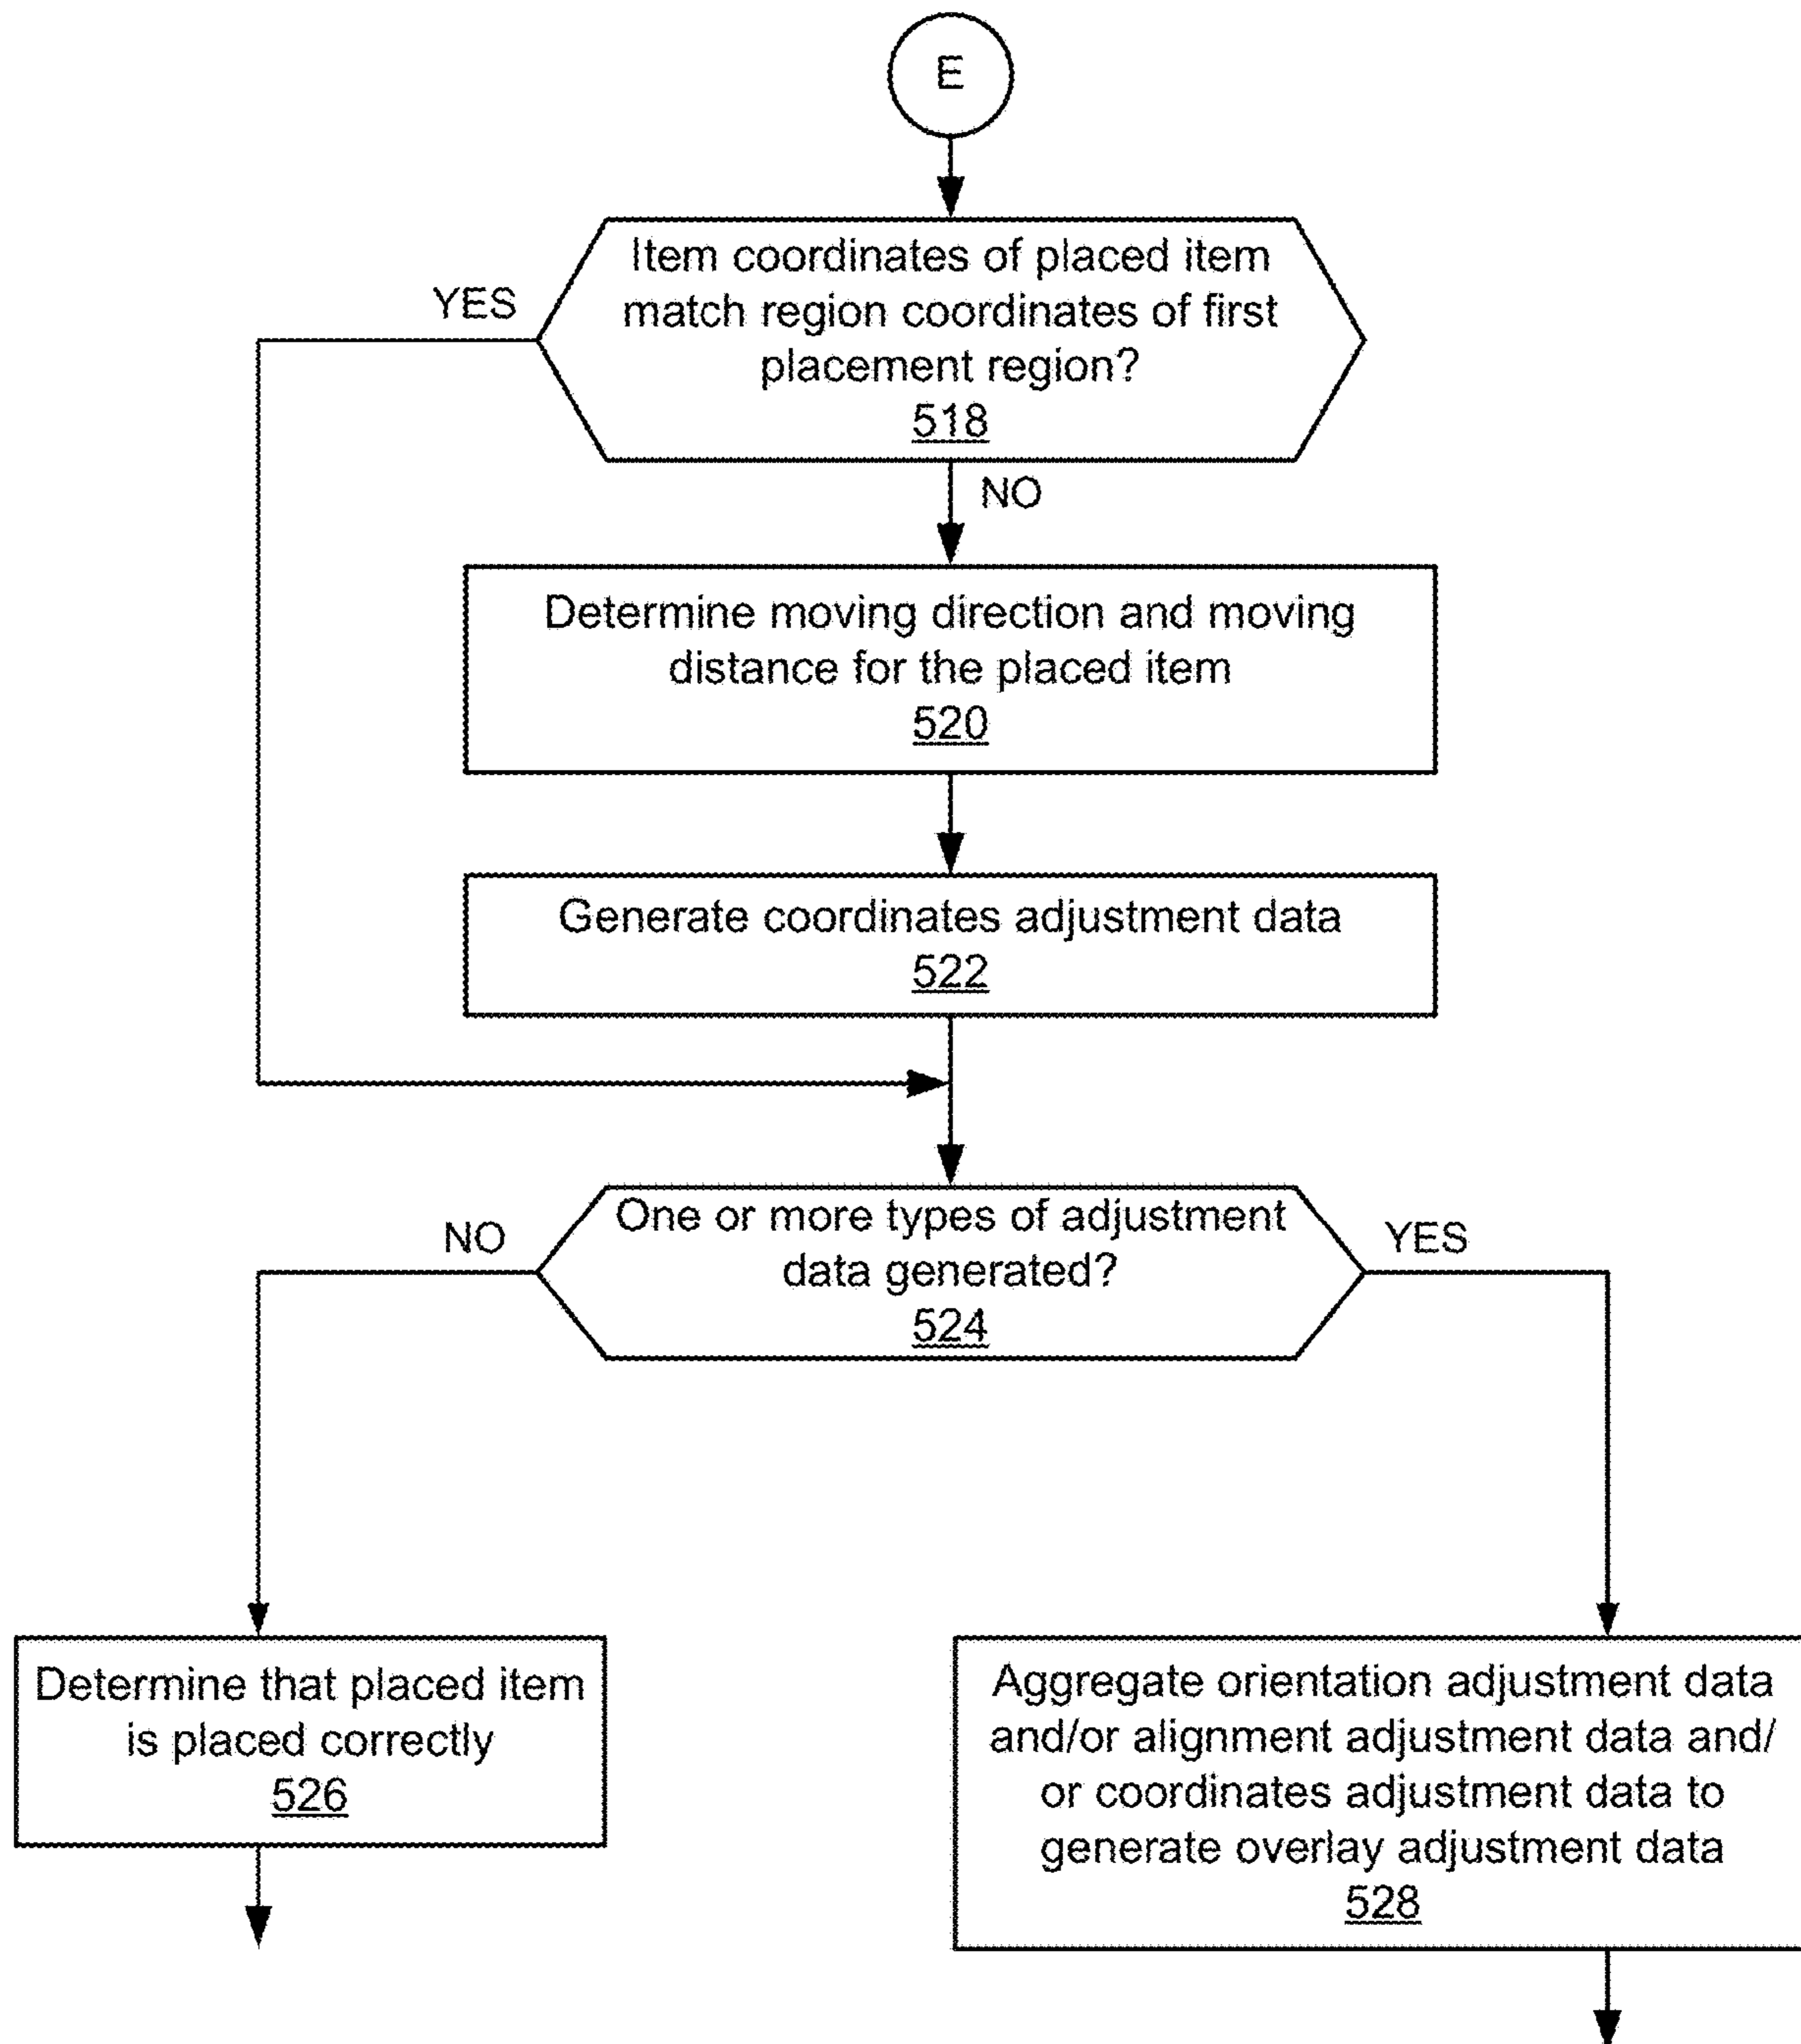 E
Item coordinates of placed item
match region coordinates of first
placement region?
518
YES
NO
Determine moving direction and moving
distance for the placed item
520
Generate coordinates adjustment data
522
One or more types of adjustment
data generated?
524
NO
YES
Determine that placed item
is placed correctly
526
Aggregate orientation adjustment data
and/or alignment adjustment data and/
or coordinates adjustment data to
generate overlay adjustment data
528